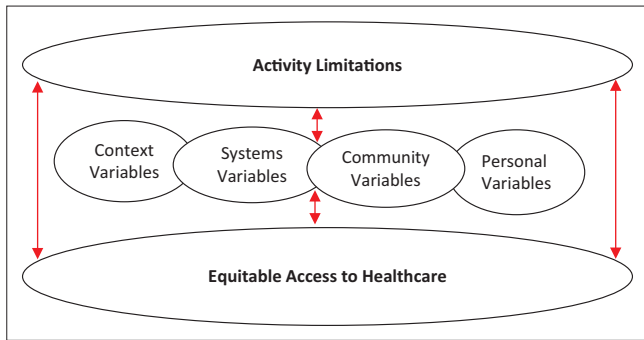 Activity Limitations
Context
Variables
Systems
Variables
Community
Variables
Personal
Variables
Equitable Access to Healthcare